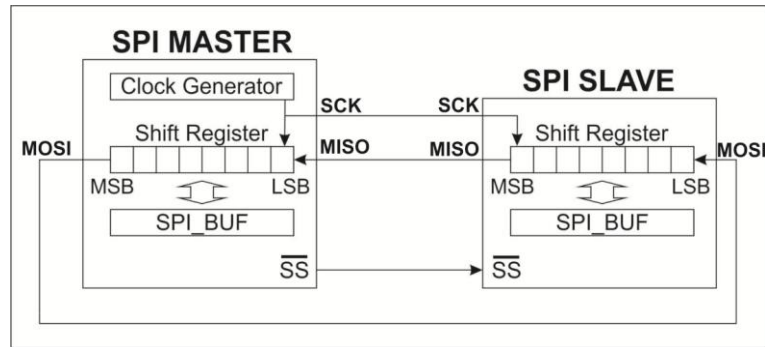 SPI MASTER
SPI SLAVE
Clock Generator
SCK SCK
MOSI Shift Register MISO MISO Shift Register MOSI
MSB LSB MSB LSB
SPI_BUF SPI_BUF
SS SS